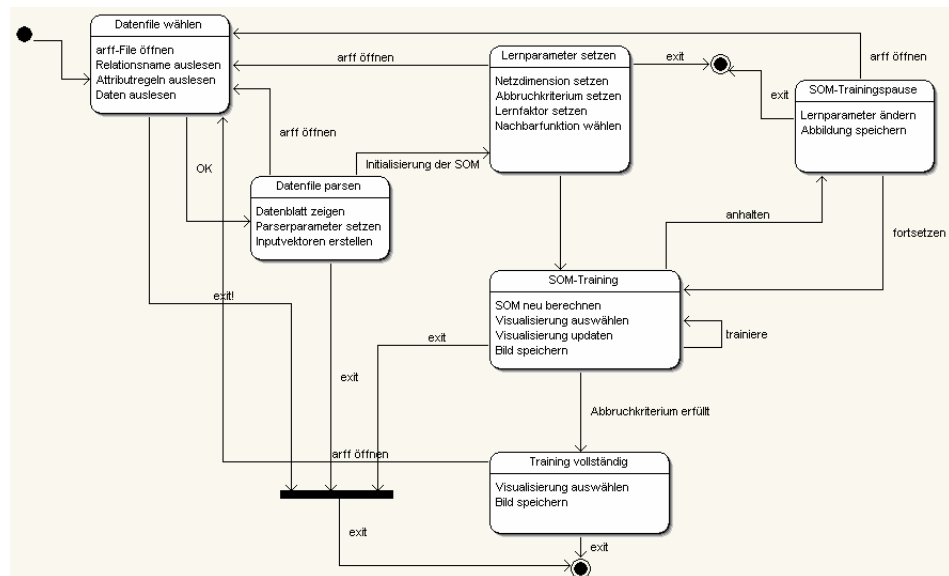 Datenfile wählen
arff-File öffnen
Relationsname auslesen
Attributregeln auslesen
Daten auslesen
arff öffnen
Lernparameter setzen
Netzdimension setzen
Abbruchkriterium setzen
Lernfaktor setzen
Nachbarfunktion wählen
exit
arff öffnen
exit
SOM-Trainingspause
Lernparameter ändern
Abbildung speichern
arff öffnen
OK
Initialisierung der SOM
Datenfile parsen
Datenblatt zeigen
Parserparameter setzen
Inputvektoren erstellen
anhalten
fortsetzen
SOM-Training
SOM neu berechnen
Visualisierung auswählen
Visualisierung updaten
Bild speichern
trainiere
exit!
exit
exit
Abbruchkriterium erfüllt
arff öffnen
Training vollständig
Visualisierung auswählen
Bild speichern
exit
exit